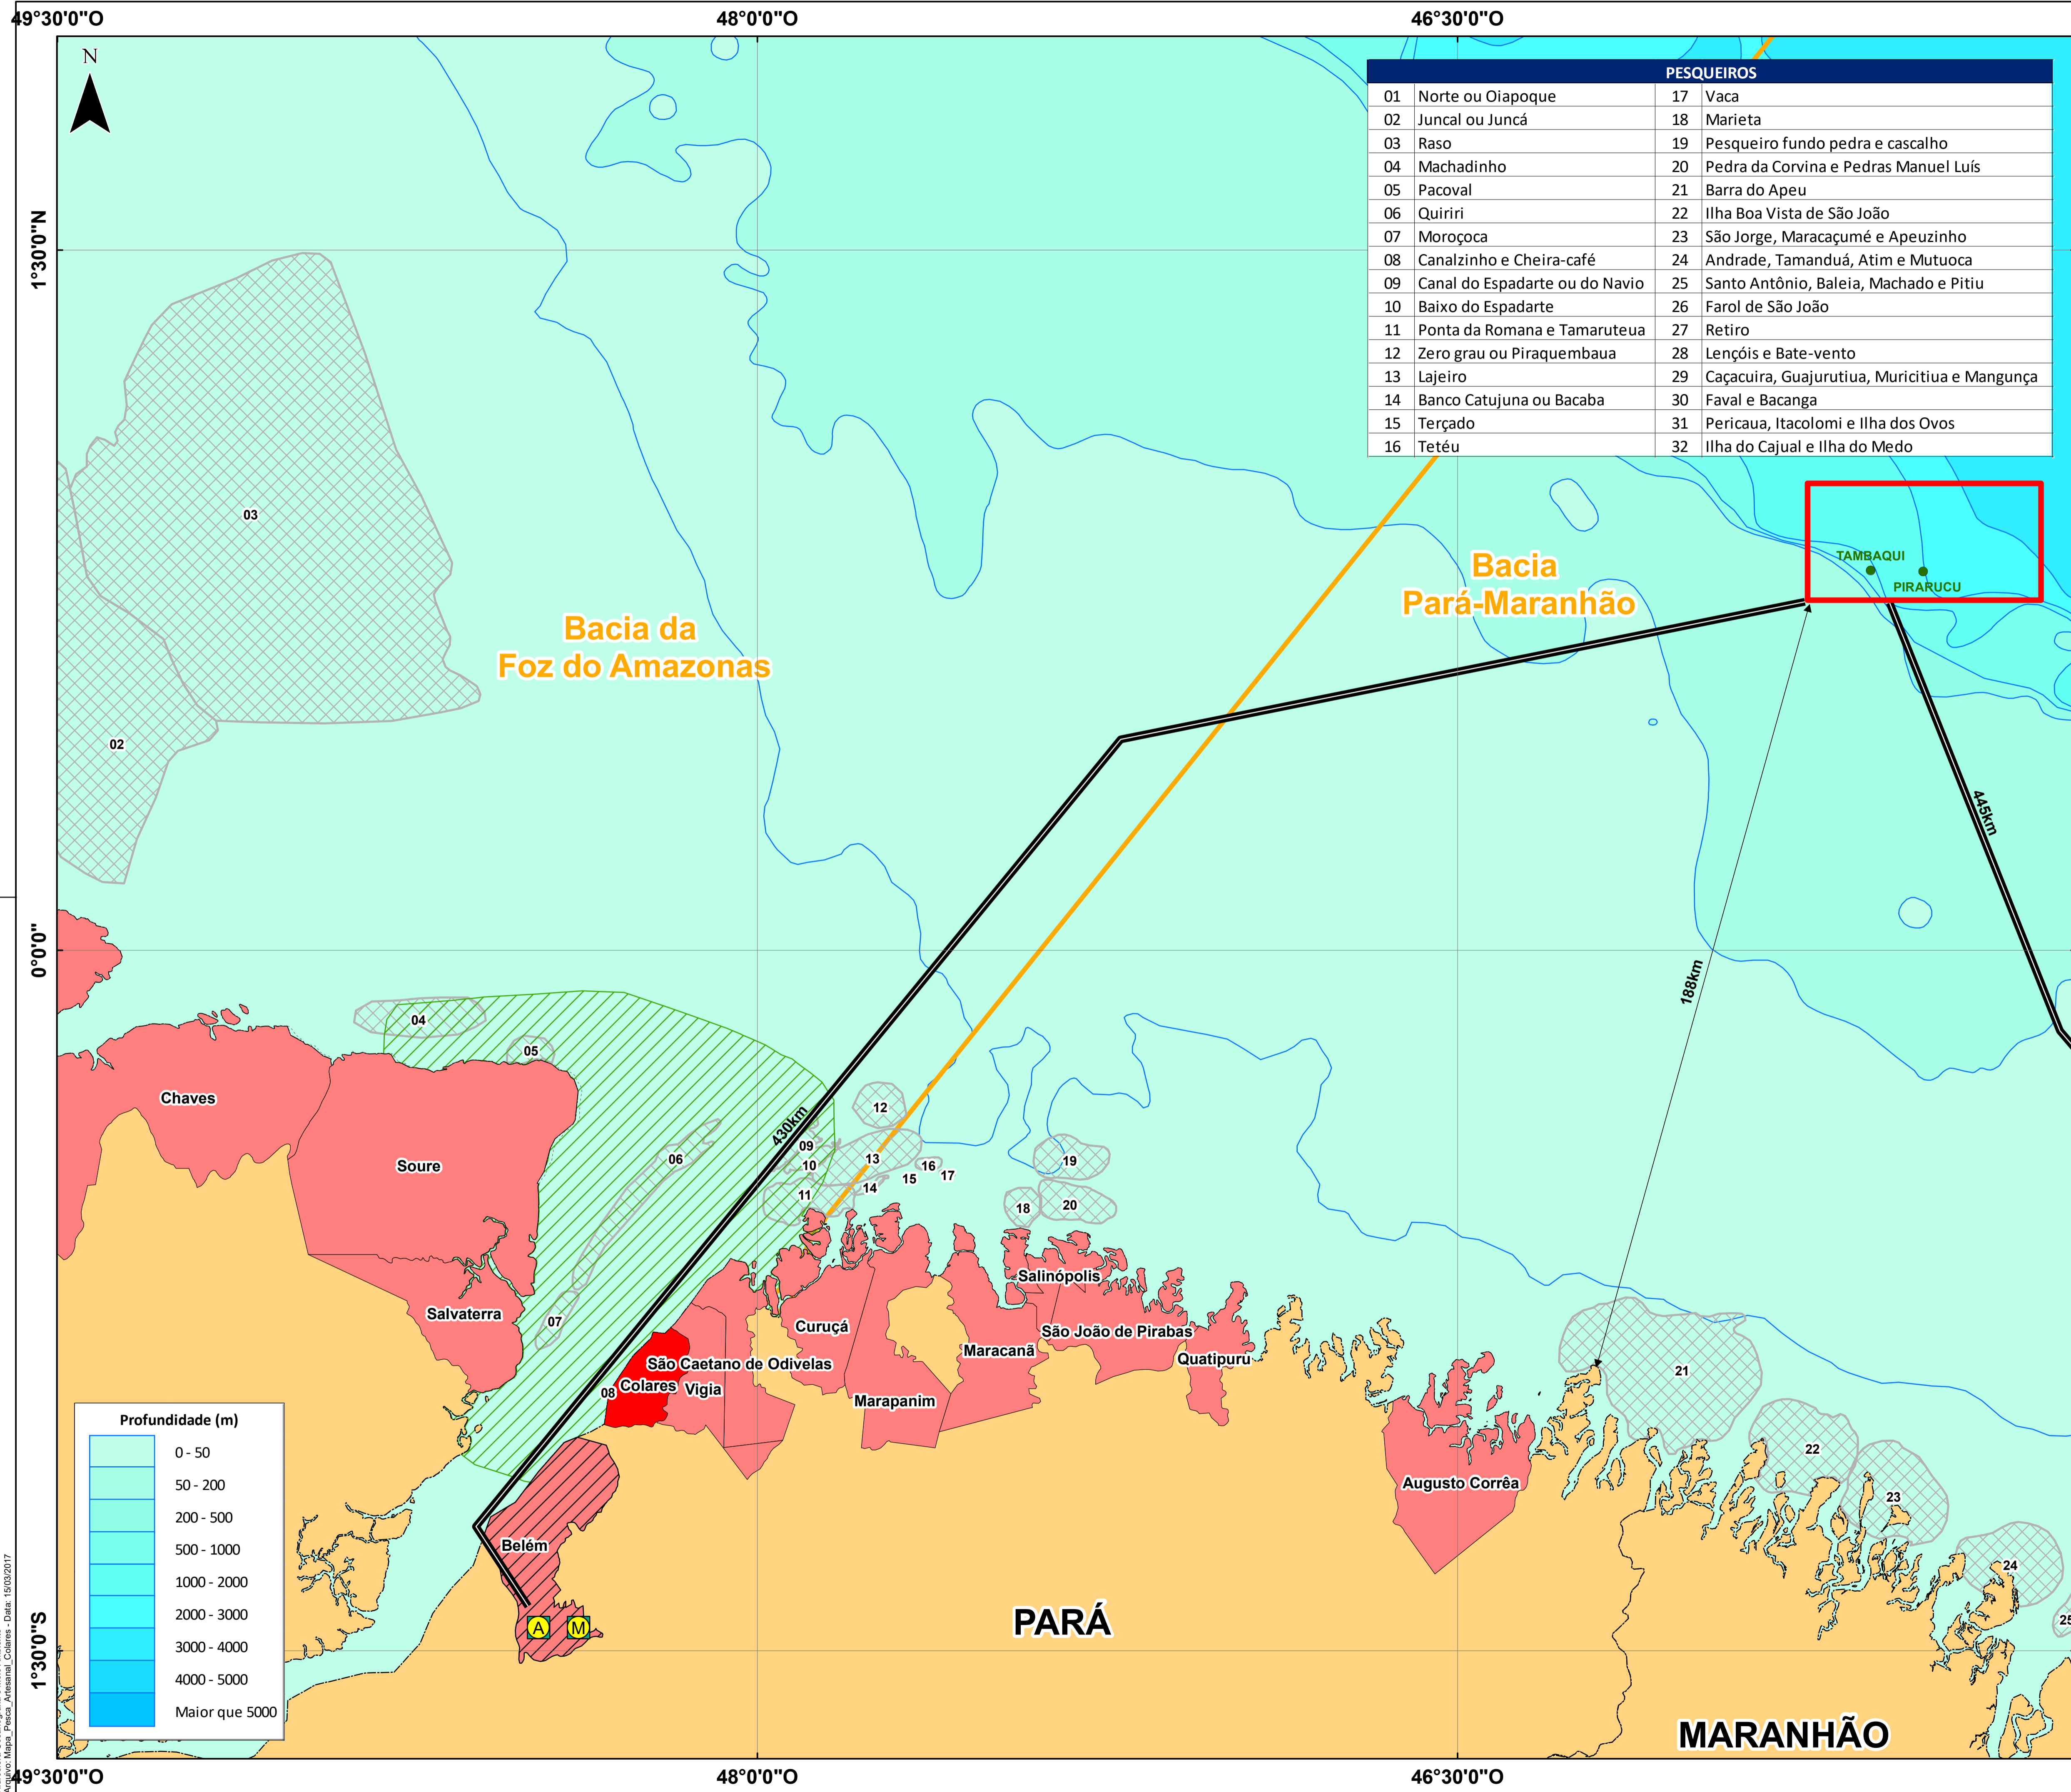 49°30'0"O
48°0'0"O
46°30'0"O
N
PESQUEIROS
01 Norte ou Oiapoque 17 Vaca
02 Juncal ou Juncá 18 Marieta
03 Raso 19 Pesqueiro fundo pedra e cascalho
04 Machadinho 20 Pedra da Corvina e Pedras Manuel Luís
05 Pacoval 21 Barra do Apeu
06 Quiriri 22 Ilha Boa Vista de São João
07 Moroçoca 23 São Jorge, Maracaçumé e Apeuzinho
08 Canalzinho e Cheira-café 24 Andrade, Tamanduá, Atim e Mutuoca
09 Canal do Espadarte ou do Navio 25 Santo Antônio, Baleia, Machado e Pitiu
10 Baixo do Espadarte 26 Farol de São João
11 Ponta da Romana e Tamaruteua 27 Retiro
12 Zero grau ou Piraquembaua 28 Lençóis e Bate-vento
13 Lajeiro 29 Caçacuira, Guajurutiua, Muricitiua e Mangunça
14 Banco Catujuna ou Bacaba 30 Faval e Bacanga
15 Terçado 31 Pericaua, Itacolomi e Ilha dos Ovos
16 Tetéu 32 Ilha do Cajual e Ilha do Medo
1°30'0"N
03
TAMBAQUI
PIRARUCU
Bacia
Pará-Maranhão
Bacia da
Foz do Amazonas
02
445km
0°0'0"
188km
04
05
Chaves
12
430km
09
Soure
06
10
13
16
15
17
14
11
19
18
20
Salinópolis
Salvaterra
07
Curuçá
São João de Pirabas
Maracanã
Quatipuru
São Caetano de Odivelas
21
08
Colares
Vigia
Marapanim
22
Augusto Corrêa
23
Belém
24
25
A
M
PARÁ
MARANHÃO
1°30'0"S
Profundidade (m)
0 - 50
50 - 200
200 - 500
500 - 1000
1000 - 2000
2000 - 3000
3000 - 4000
4000 - 5000
Maior que 5000
Arquivo: Mapa_Pesca_Artesanal_Colares - Data: 15/03/2017
49°30'0"O
48°0'0"O
46°30'0"O